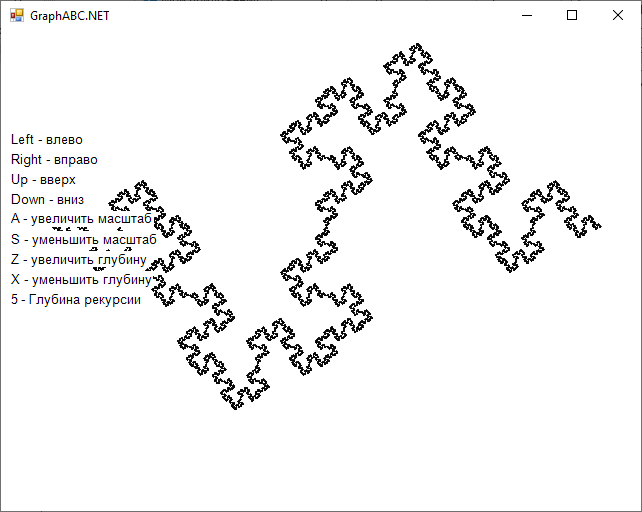 GraphABC.NET
Left - влево
Right - вправо
Up - вверх
Down - вниз
A - увеличить масштаб
S - уменьшить масштаб
Z - увеличить глубину
X - уменьшить глубину
5 - Глубина рекурсии